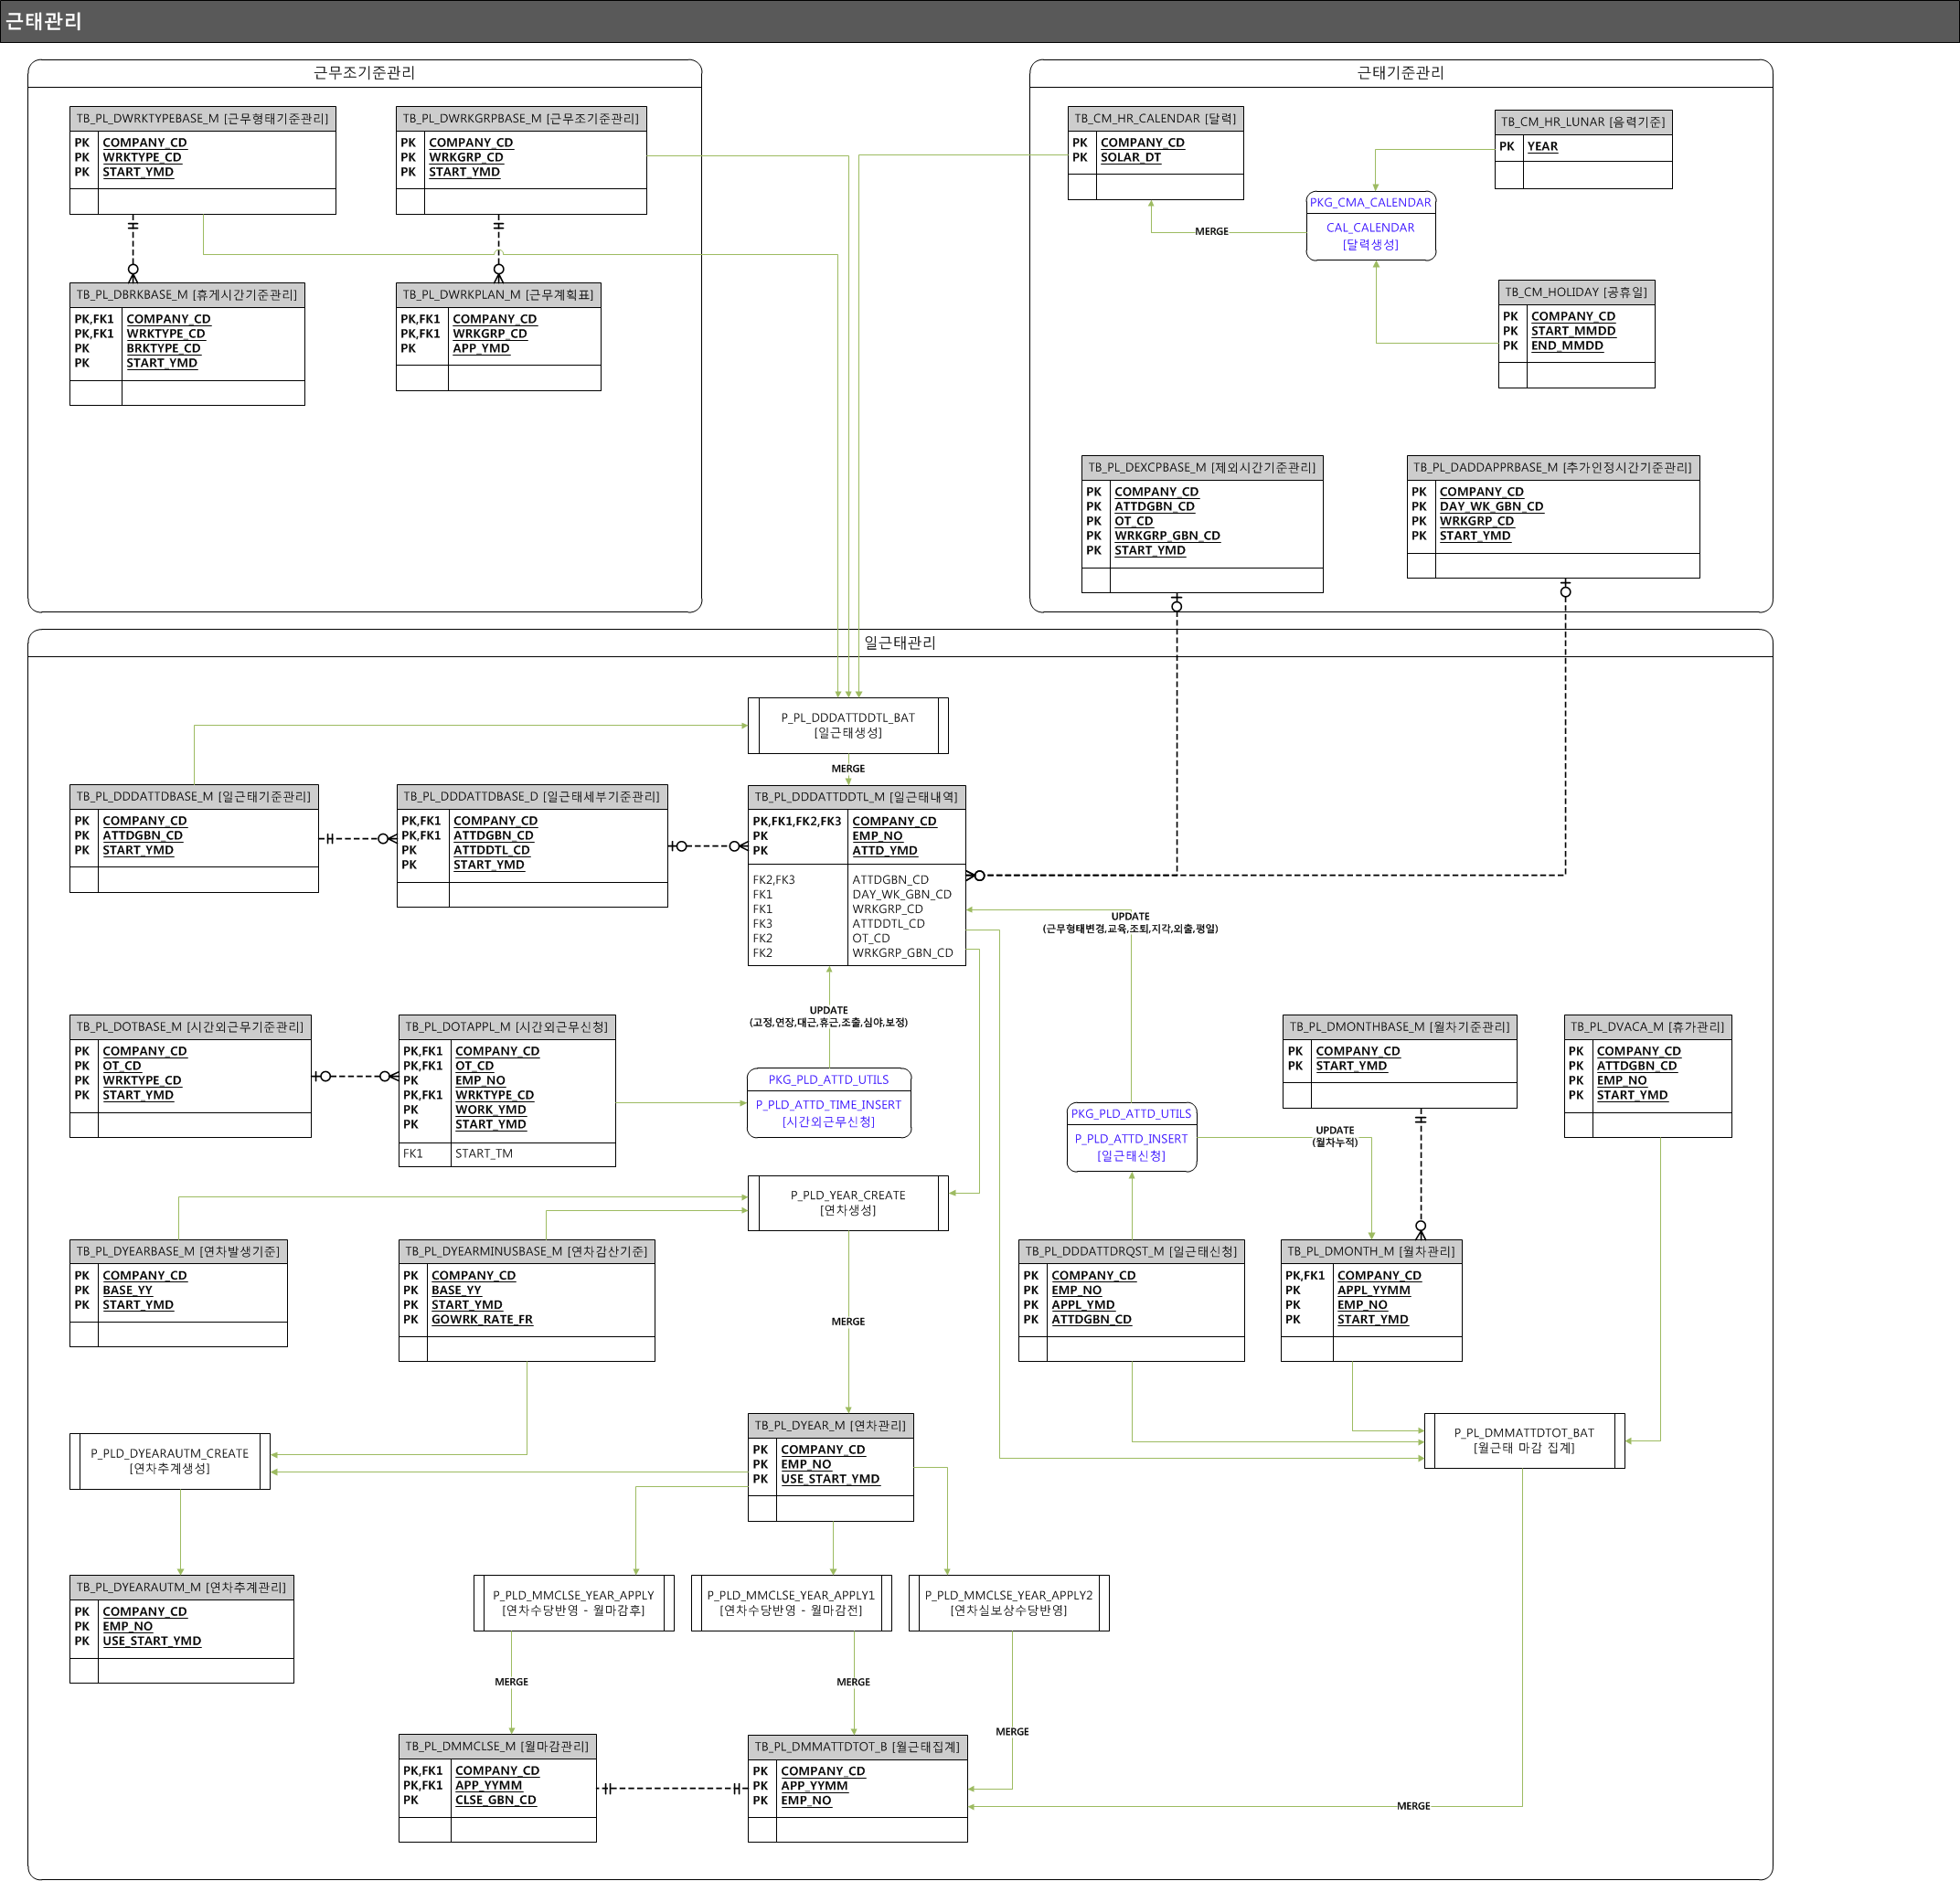 근태관리
근무조기준관리
TB_PL_DWRKTYPEBASE_M [근무형태기준관리]
PK COMPANY_CD
PK WRKTYPE_CD
PK START_YMD
TB_PL_DWRKGRPBASE_M [근무조기준관리]
PK COMPANY_CD
PK WRKGRP_CD
PK START_YMD
TB_PL_DBRKBASE_M [휴게시간기준관리]
PK,FK1 COMPANY_CD
PK,FK1 WRKTYPE_CD
PK BRKTYPE_CD
PK START_YMD
TB_PL_DWRKPLAN_M [근무계획표]
PK,FK1 COMPANY_CD
PK,FK1 WRKGRP_CD
PK APP_YMD
근태기준관리
TB_CM_HR_CALENDAR [달력]
PK COMPANY_CD
PK SOLAR_DT
TB_CM_HR_LUNAR [음력기준]
PK YEAR
PKG_CMA_CALENDAR
CAL_CALENDAR
[달력생성]
MERGE
TB_CM_HOLIDAY [공휴일]
PK COMPANY_CD
PK START_MMDD
PK END_MMDD
TB_PL_DEXCPBASE_M [제외시간기준관리]
PK COMPANY_CD
PK ATTDGBN_CD
PK OT_CD
PK WRKGRP_GBN_CD
PK START_YMD
TB_PL_DADDAPPRBASE_M [추가인정시간기준관리]
PK COMPANY_CD
PK DAY_WK_GBN_CD
PK WRKGRP_CD
PK START_YMD
일근태관리
P_PL_DDDATTDDTL_BAT
[일근태생성]
MERGE
TB_PL_DDDATTDBASE_M [일근태기준관리]
PK COMPANY_CD
PK ATTDGBN_CD
PK START_YMD
TB_PL_DDDATTDBASE_D [일근태세부기준관리]
PK,FK1 COMPANY_CD
PK,FK1 ATTDGBN_CD
PK ATTDDTL_CD
PK START_YMD
TB_PL_DDDATTDDTL_M [일근태내역]
PK,FK1,FK2,FK3 COMPANY_CD
PK EMP_NO
PK ATTD_YMD
FK2,FK3 ATTDGBN_CD
FK1 DAY_WK_GBN_CD
FK1 WRKGRP_CD
FK3 ATTDDTL_CD
FK2 OT_CD
FK2 WRKGRP_GBN_CD
UPDATE
(근무형태변경,교육,조퇴,지각,외출,평일)
UPDATE
(고정,연장,대근,휴근,조출,심야,보정)
TB_PL_DOTBASE_M [시간외근무기준관리]
PK COMPANY_CD
PK OT_CD
PK WRKTYPE_CD
PK START_YMD
TB_PL_DOTAPPL_M [시간외근무신청]
PK,FK1 COMPANY_CD
PK,FK1 OT_CD
PK EMP_NO
PK,FK1 WRKTYPE_CD
PK WORK_YMD
PK START_YMD
FK1 START_TM
PKG_PLD_ATTD_UTILS
P_PLD_ATTD_TIME_INSERT
[시간외근무신청]
PKG_PLD_ATTD_UTILS
P_PLD_ATTD_INSERT
[일근태신청]
UPDATE
(월차누적)
TB_PL_DMONTHBASE_M [월차기준관리]
PK COMPANY_CD
PK START_YMD
TB_PL_DVACA_M [휴가관리]
PK COMPANY_CD
PK ATTDGBN_CD
PK EMP_NO
PK START_YMD
P_PLD_YEAR_CREATE
[연차생성]
MERGE
TB_PL_DYEARBASE_M [연차발생기준]
PK COMPANY_CD
PK BASE_YY
PK START_YMD
TB_PL_DYEARMINUSBASE_M [연차감산기준]
PK COMPANY_CD
PK BASE_YY
PK START_YMD
PK GOWRK_RATE_FR
TB_PL_DDDATTDRQST_M [일근태신청]
PK COMPANY_CD
PK EMP_NO
PK APPL_YMD
PK ATTDGBN_CD
TB_PL_DMONTH_M [월차관리]
PK,FK1 COMPANY_CD
PK APPL_YYMM
PK EMP_NO
PK START_YMD
P_PLD_DYEARAUTM_CREATE
[연차추계생성]
TB_PL_DYEAR_M [연차관리]
PK COMPANY_CD
PK EMP_NO
PK USE_START_YMD
P_PL_DMMATTDTOT_BAT
[월근태 마감 집계]
TB_PL_DYEARAUTM_M [연차추계관리]
PK COMPANY_CD
PK EMP_NO
PK USE_START_YMD
P_PLD_MMCLSE_YEAR_APPLY
[연차수당반영 - 월마감후]
P_PLD_MMCLSE_YEAR_APPLY1
[연차수당반영 - 월마감전]
P_PLD_MMCLSE_YEAR_APPLY2
[연차실보상수당반영]
MERGE
MERGE
MERGE
MERGE
TB_PL_DMMCLSE_M [월마감관리]
PK,FK1 COMPANY_CD
PK,FK1 APP_YYMM
PK CLSE_GBN_CD
TB_PL_DMMATTDTOT_B [월근태집계]
PK COMPANY_CD
PK APP_YYMM
PK EMP_NO